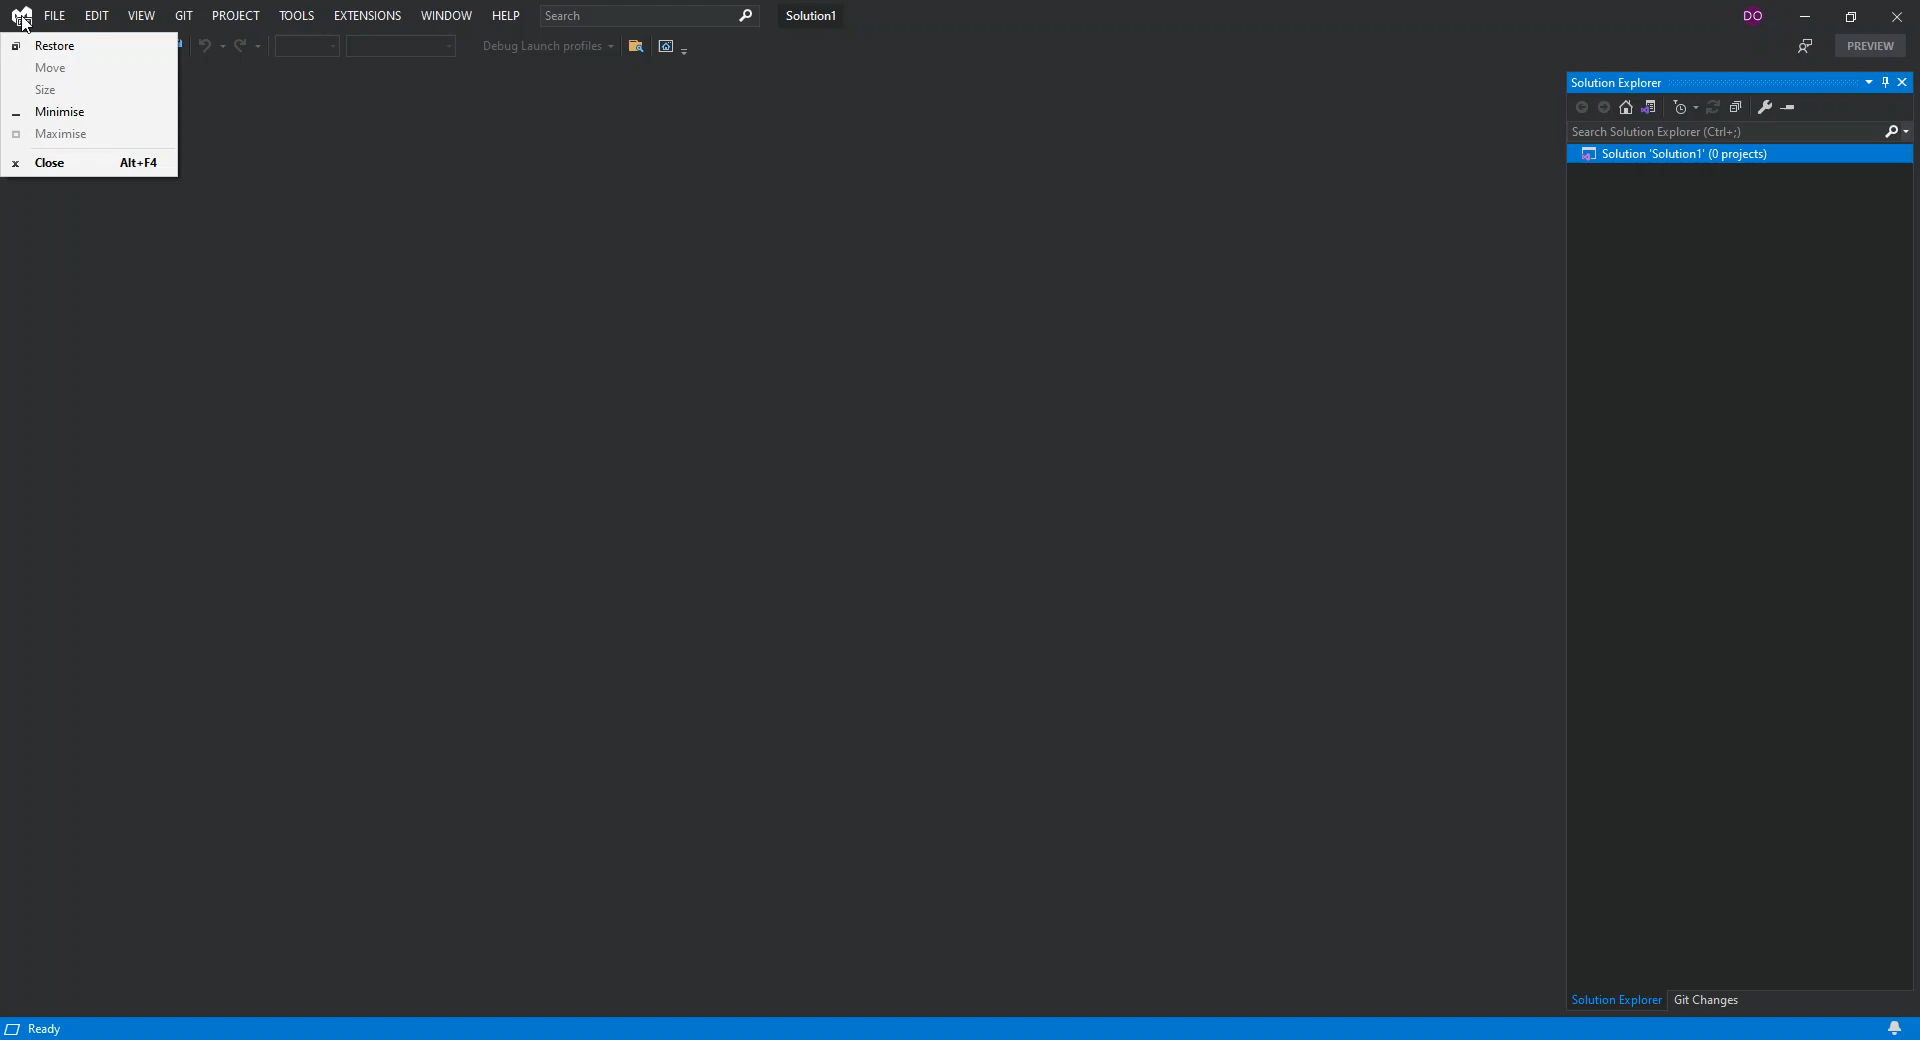 FILE EDIT VIEW GIT PROJECT TOOLS EXTENSIONS WINDOW HELP Search Solution1 DO
Restore
Move
Size
Minimise
Maximise
Close Alt+F4
Debug Launch profiles
PREVIEW
Solution Explorer
Search Solution Explorer (Ctrl+;)
Solution 'Solution1' (0 projects)
Solution Explorer Git Changes
Ready